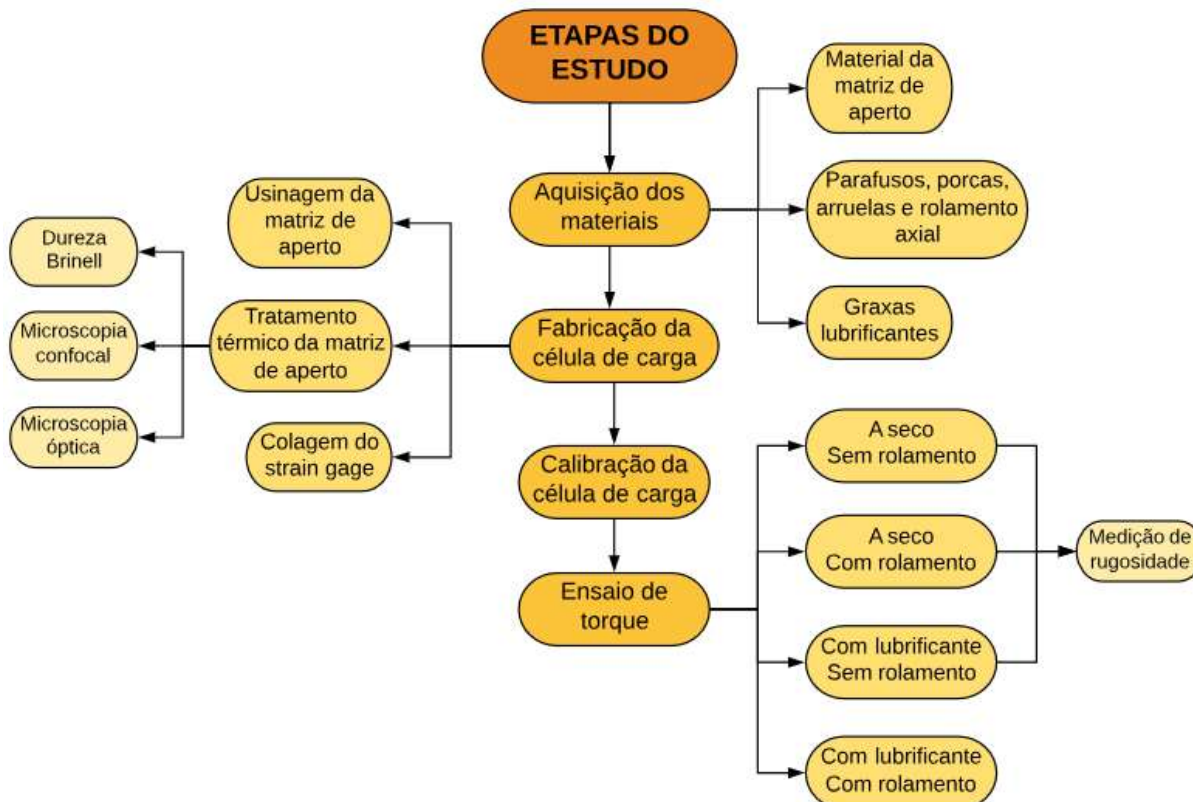 ETAPAS DO
ESTUDO
Aquisição dos
materiais
Material da
matriz de
aperto
Parafusos, porcas,
arruelas e rolamento
axial
Graxas
lubrificantes
Fabricação da
célula de carga
Usinagem da
matriz de
aperto
Tratamento
térmico da matriz
de aperto
Colagem do
strain gage
Dureza
Brinell
Microscopia
confocal
Microscopia
óptica
Calibração da
célula de carga
Ensaio de
torque
A seco
Sem rolamento
A seco
Com rolamento
Com lubrificante
Sem rolamento
Com lubrificante
Com rolamento
Medição de
rugosidade